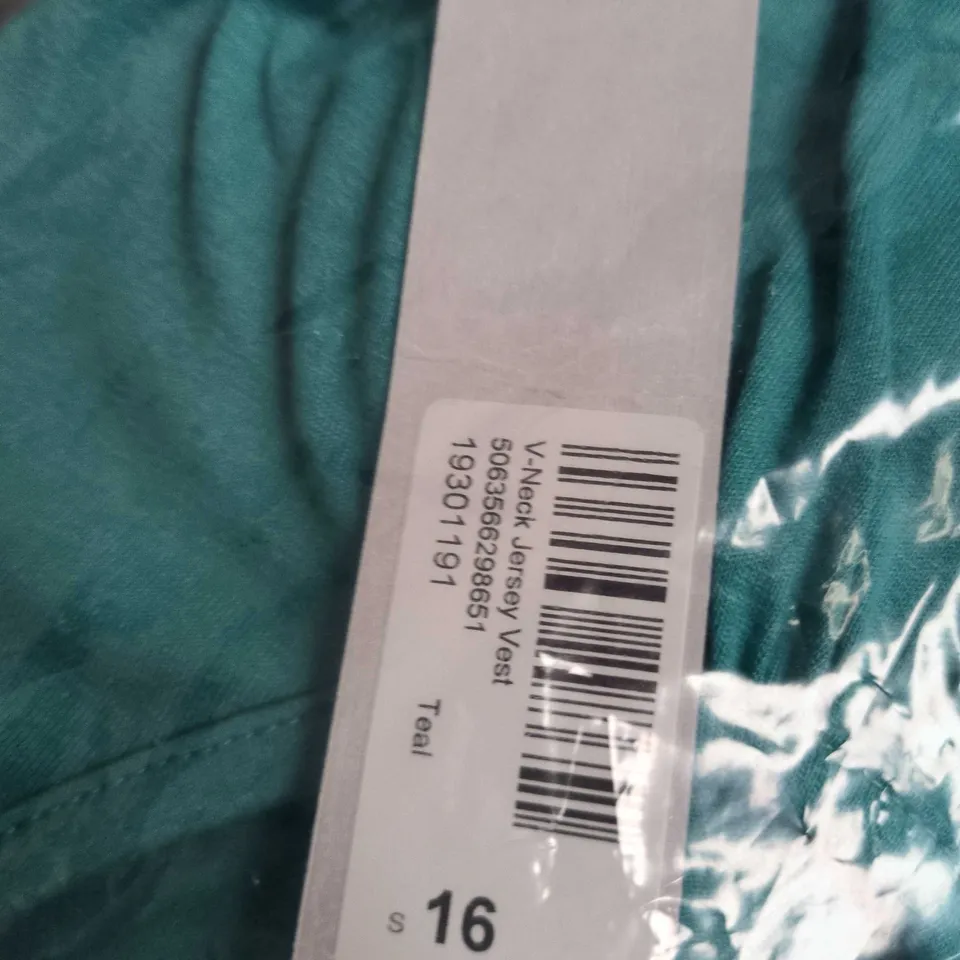 V-Neck Jersey Vest
5063566298651
19301191
Teal
S 16